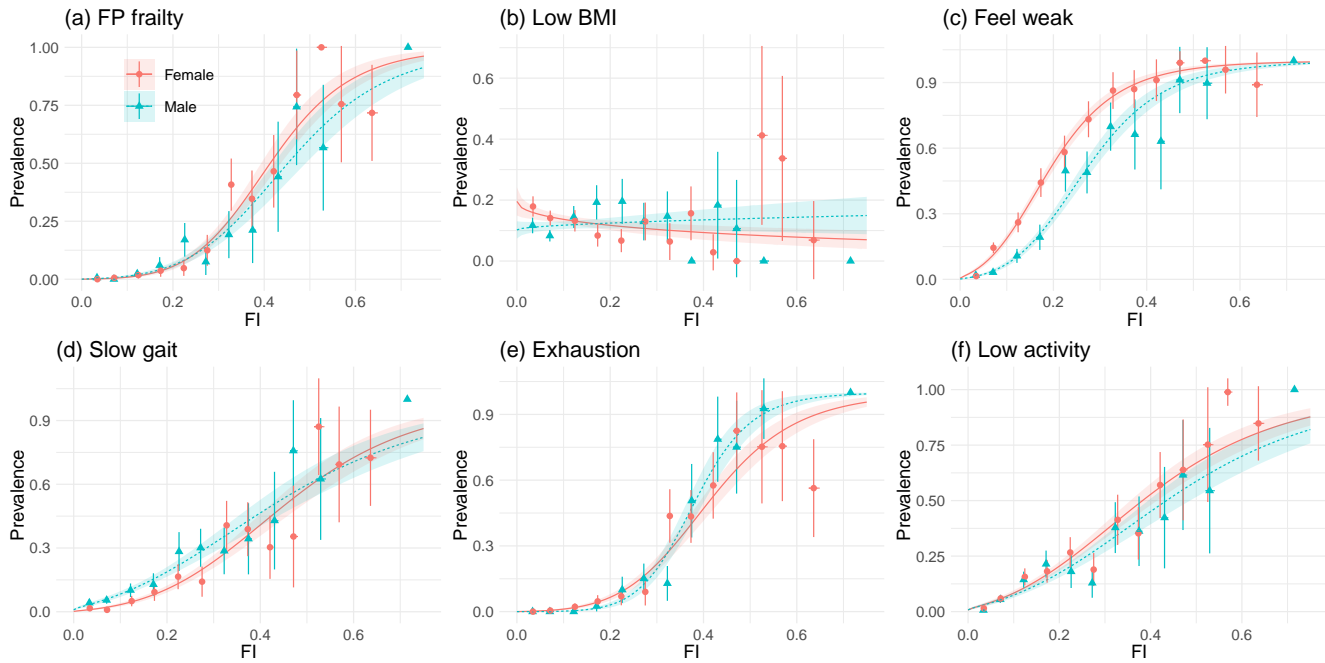 (a) FP frailty
(b) Low BMI
(c) Feel weak
Prevalence
1.00
0.75
0.50
0.25
0.00
Female
Male
0.0 0.2 0.4 0.6
FI
Prevalence
0.6
0.4
0.2
0.0
0.0 0.2 0.4 0.6
FI
Prevalence
0.9
0.6
0.3
0.0
0.0 0.2 0.4 0.6
FI
(d) Slow gait
(e) Exhaustion
(f) Low activity
Prevalence
0.9
0.6
0.3
0.0
0.0 0.2 0.4 0.6
FI
Prevalence
0.9
0.6
0.3
0.0
0.0 0.2 0.4 0.6
FI
Prevalence
1.00
0.75
0.50
0.25
0.00
0.0 0.2 0.4 0.6
FI